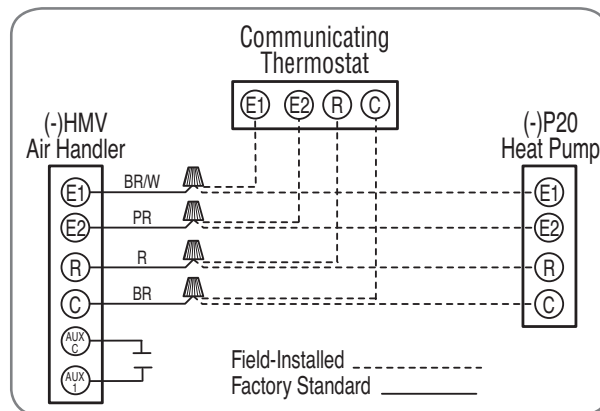 Communicating
Thermostat
E1 E2 R C
(-)HMV
Air Handler
(-)P20
Heat Pump
E1 BR/W E1
E2 PR E2
R R R
C BR C
AUX
C
AUX
1
Field-Installed
Factory Standard